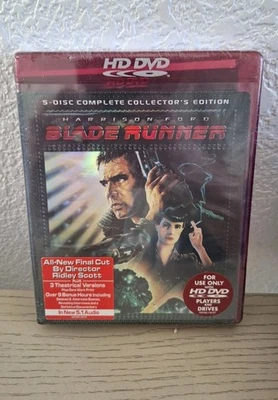 HD DVD
5-DISC COMPLETE COLLECTOR'S EDITION
HARRISON FORD
BLADE RUNNER
All-New Final Cut
By Director
Ridley Scott
3 Theatrical Versions
Over 9 Bonus Hours Including
In New 5.1 Audio
FOR
USE ONLY
ON
HD DVD
PLAYERS
AND
DRIVES